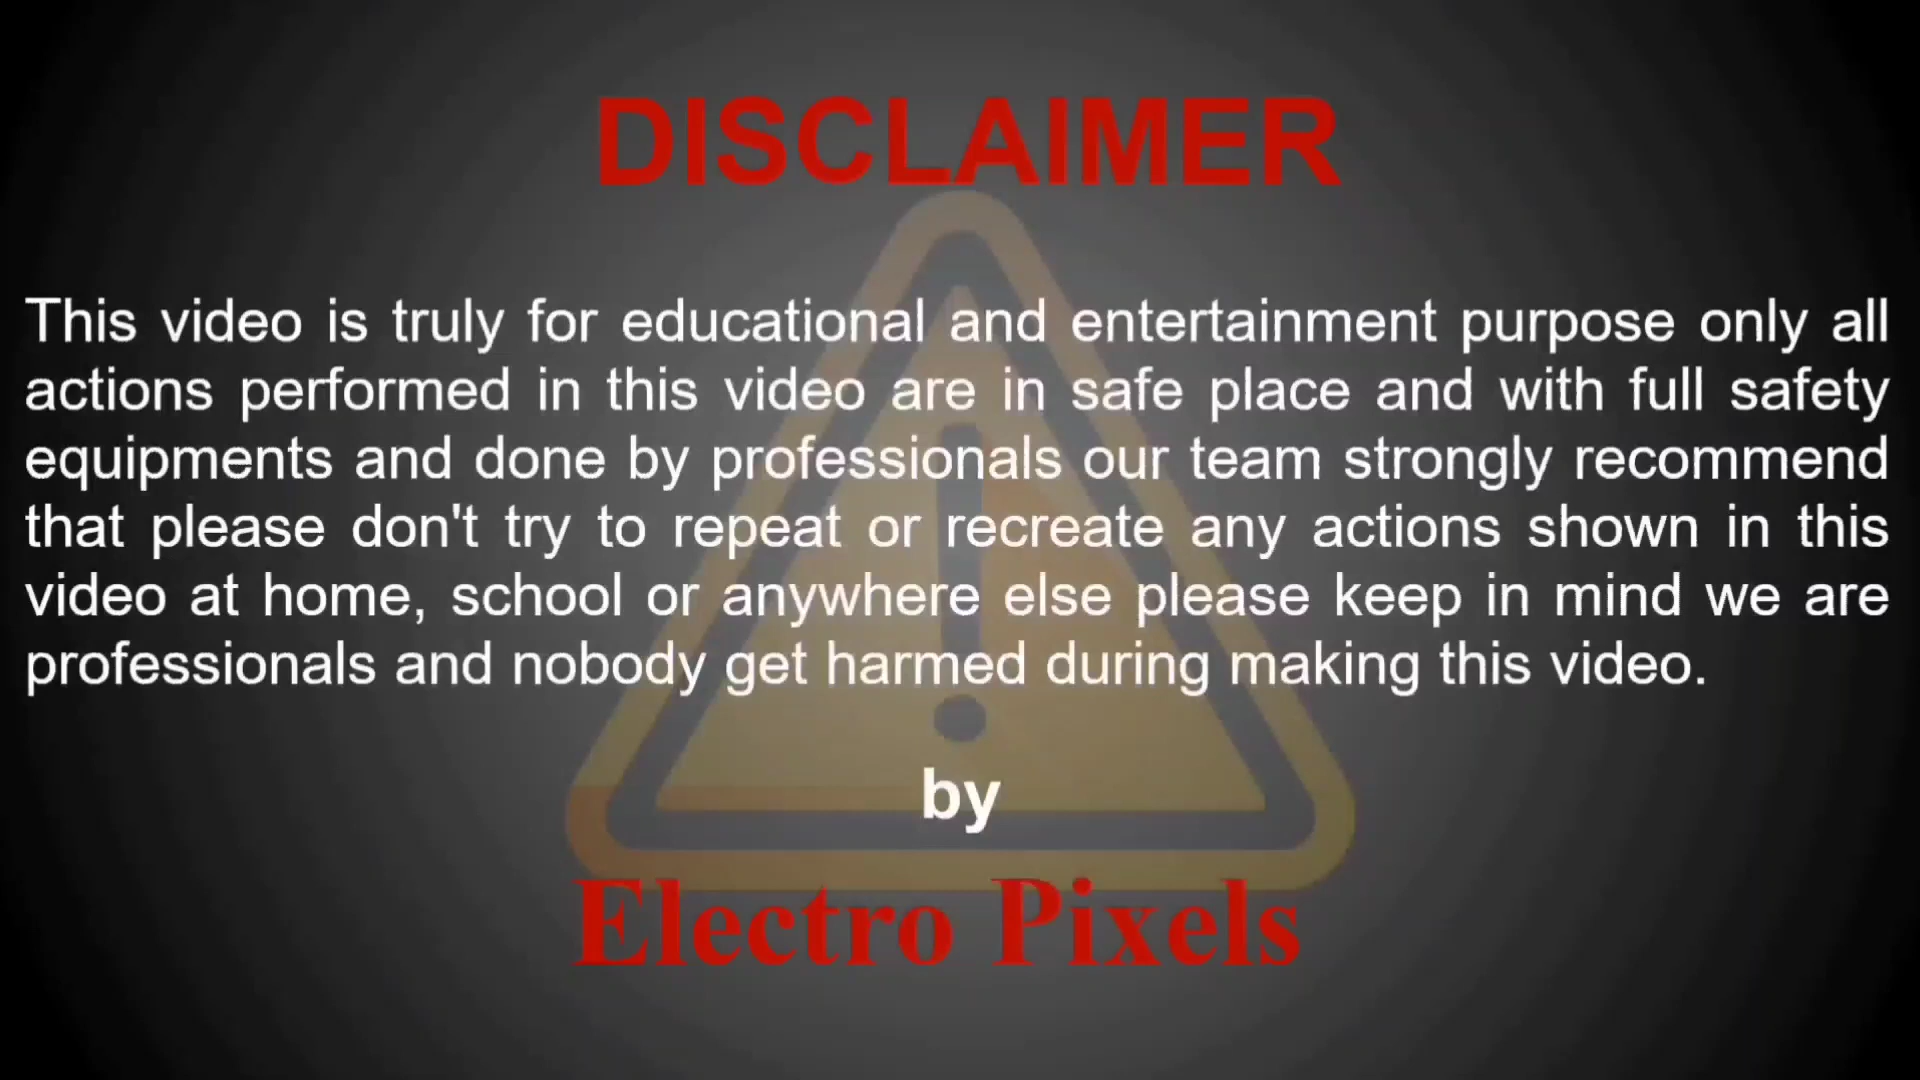 DISCLAIMER
This video is truly for educational and entertainment purpose only all
actions performed in this video are in safe place and with full safety
equipments and done by professionals our team strongly recommend
that please don't try to repeat or recreate any actions shown in this
video at home, school or anywhere else please keep in mind we are
professionals and nobody get harmed during making this video.
by
Electro Pixels